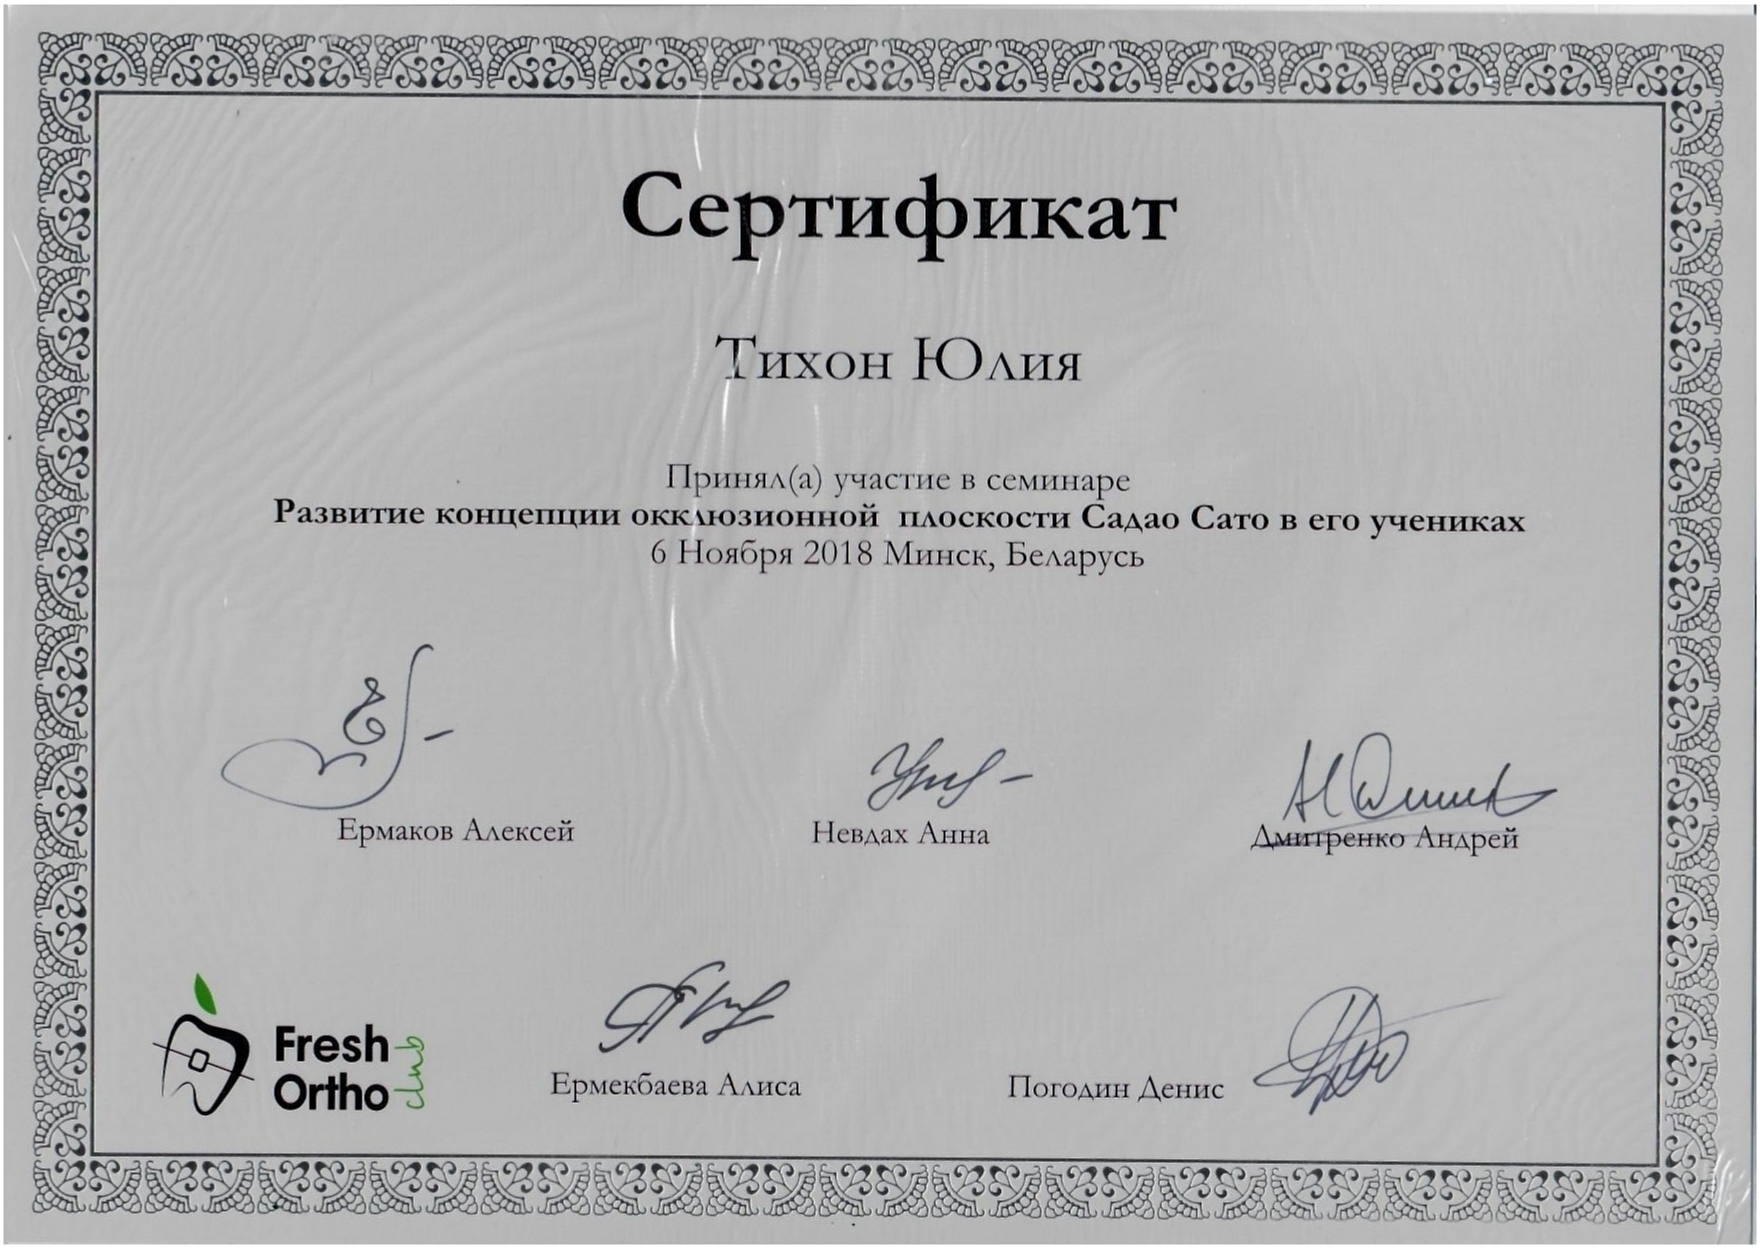 Сертификат
Тихон Юлия
Принял(а) участие в семинаре
Развитие концепции окклюзионной плоскости Садао Сато в его учениках
6 Ноября 2018 Минск, Беларусь
Ермаков Алексей
Невдах Анна
Дмитренко Андрей
Fresh
Ortho
club
Ермекбаева Алиса
Погодин Денис